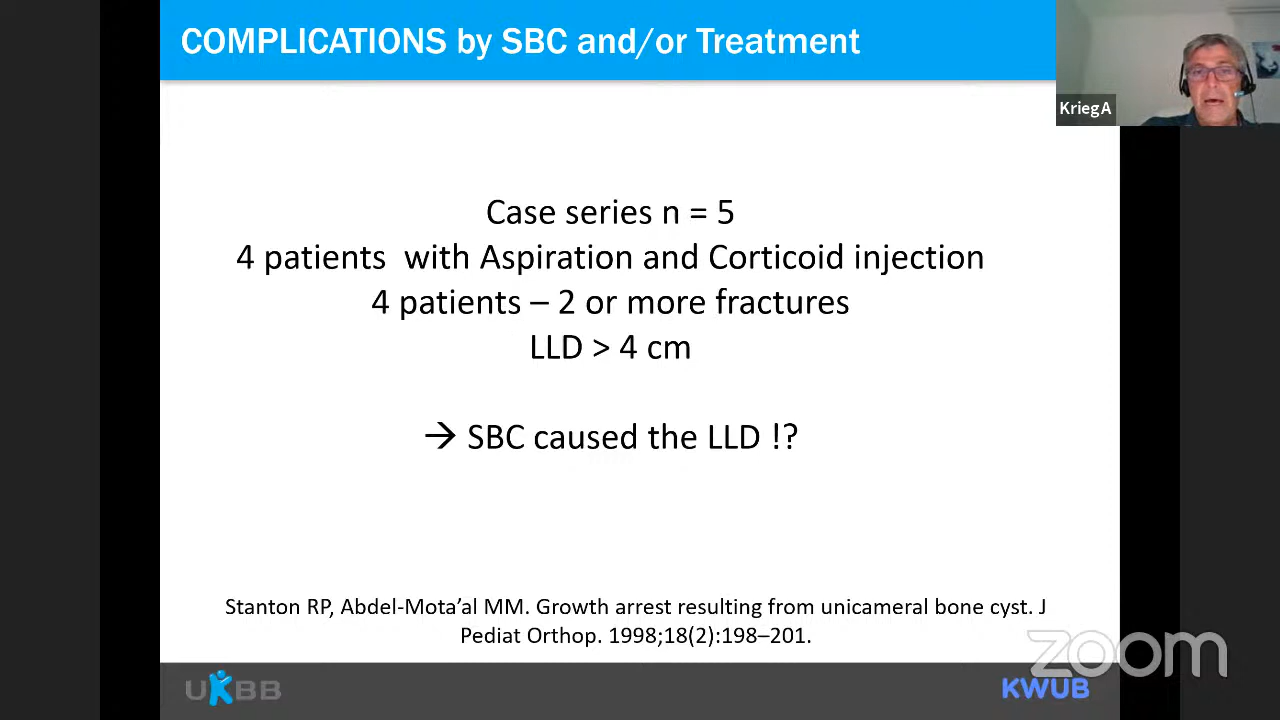 COMPLICATIONS by SBC and/or Treatment
KriegA
Case series n = 5
4 patients with Aspiration and Corticoid injection
4 patients – 2 or more fractures
LLD > 4 cm
→ SBC caused the LLD !?
Stanton RP, Abdel-Mota’al MM. Growth arrest resulting from unicameral bone cyst. J
Pediat Orthop. 1998;18(2):198–201.
zoom
UKBB
KWUB